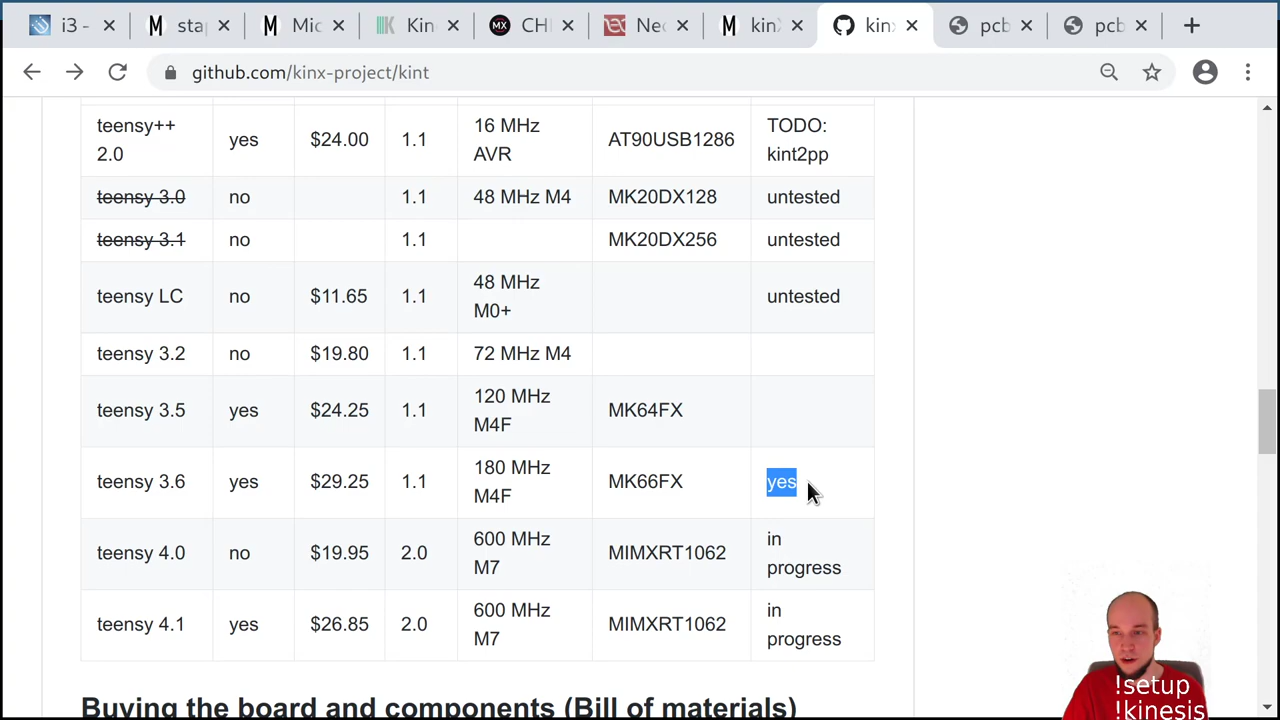 i3 -
sta
Mic
Kin
CH
Ne
kin
kin
pcb
pcb
github.com/kinx-project/kint
teensy++ 2.0 yes $24.00 1.1 16 MHz AVR AT90USB1286 TODO: kint2pp
teensy 3.0 no 1.1 48 MHz M4 MK20DX128 untested
teensy 3.1 no 1.1 MK20DX256 untested
teensy LC no $11.65 1.1 48 MHz M0+ untested
teensy 3.2 no $19.80 1.1 72 MHz M4
teensy 3.5 yes $24.25 1.1 120 MHz M4F MK64FX
teensy 3.6 yes $29.25 1.1 180 MHz M4F MK66FX yes
teensy 4.0 no $19.95 2.0 600 MHz M7 MIMXRT1062 in progress
teensy 4.1 yes $26.85 2.0 600 MHz M7 MIMXRT1062 in progress
Buying the board and components (Bill of materials)
!setup
!kinesis